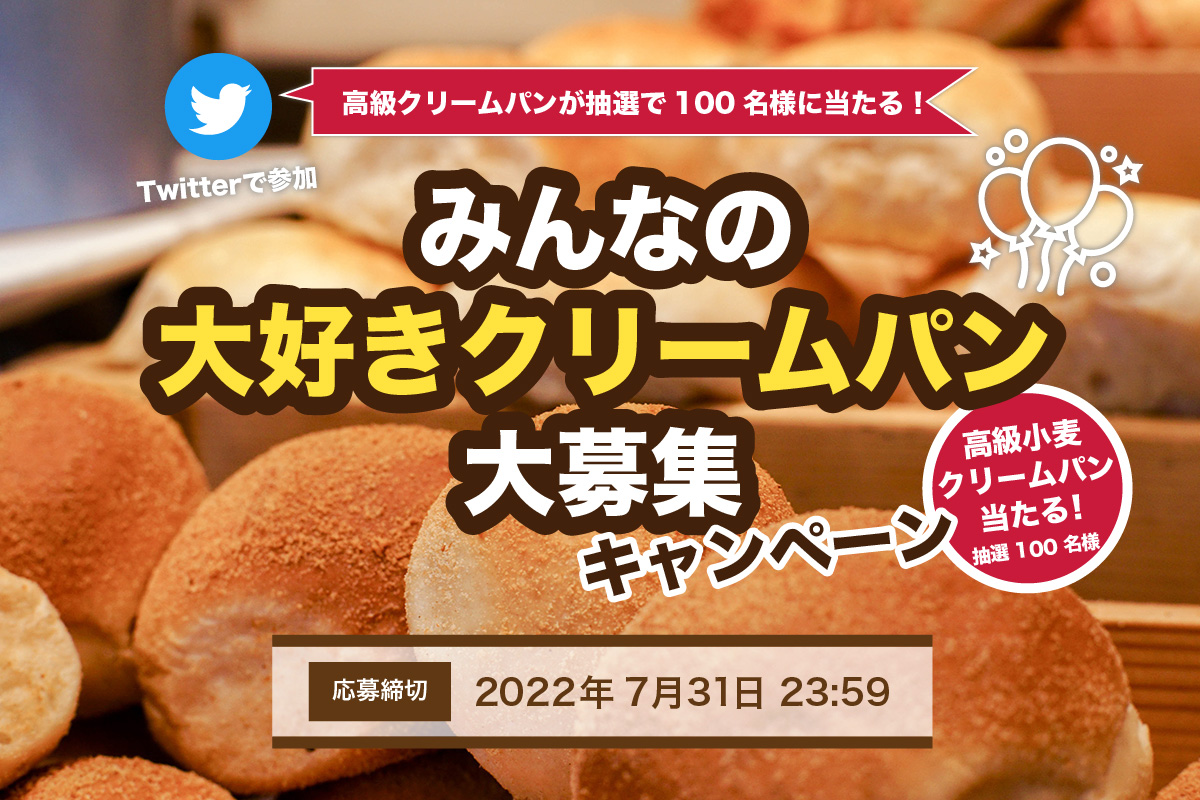 高級クリームパンが抽選で100名様に当たる！
Twitterで参加
みんなの
大好きクリームパン
大募集
キャンペーン
高級小麦
クリームパン
当たる！
抽選100名様
応募締切
2022年7月31日 23:59